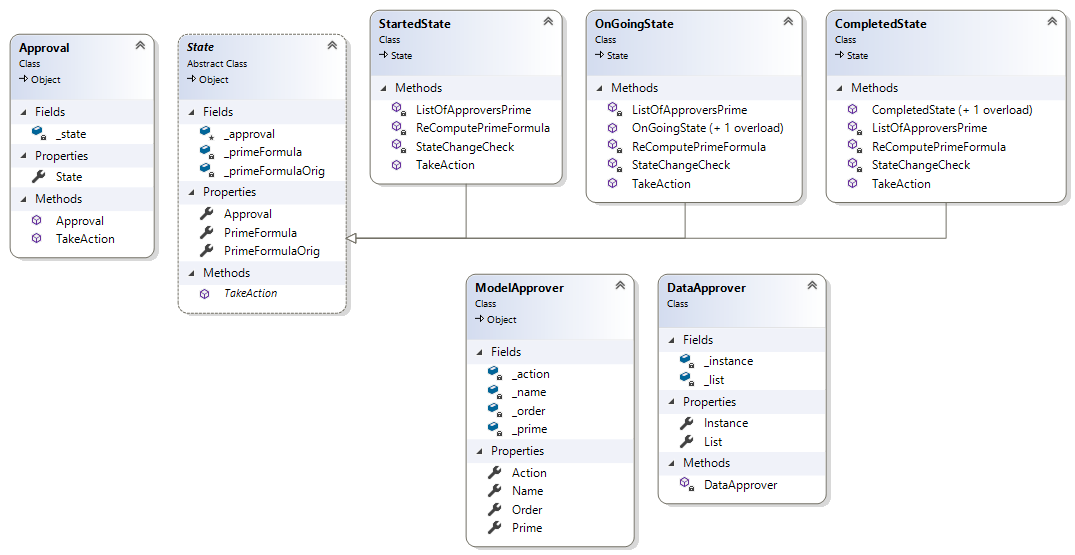 Approval
Class
Object
Fields
_state
Properties
State
Methods
Approval
TakeAction
State
Abstract Class
Object
Fields
_approval
_primeFormula
_primeFormulaOrig
Properties
Approval
PrimeFormula
PrimeFormulaOrig
Methods
TakeAction
StartedState
Class
State
Methods
ListOfApproversPrime
ReComputePrimeFormula
StateChangeCheck
TakeAction
OnGoingState
Class
State
Methods
ListOfApproversPrime
OnGoingState (+ 1 overload)
ReComputePrimeFormula
StateChangeCheck
TakeAction
CompletedState
Class
State
Methods
CompletedState (+ 1 overload)
ListOfApproversPrime
ReComputePrimeFormula
StateChangeCheck
TakeAction
ModelApprover
Class
Object
Fields
_action
_name
_order
_prime
Properties
Action
Name
Order
Prime
DataApprover
Class
Fields
_instance
_list
Properties
Instance
List
Methods
DataApprover